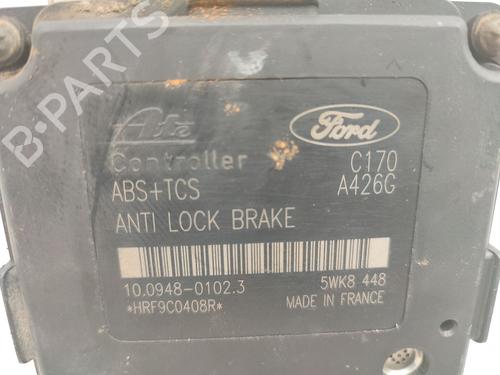 B-PARTS
Ate
Ford
Controller
C170
ABS+TCS
A426G
ANTI LOCK BRAKE
10.0948-0102.3
5WK8 448
*HRF9C0408R*
MADE IN FRANCE